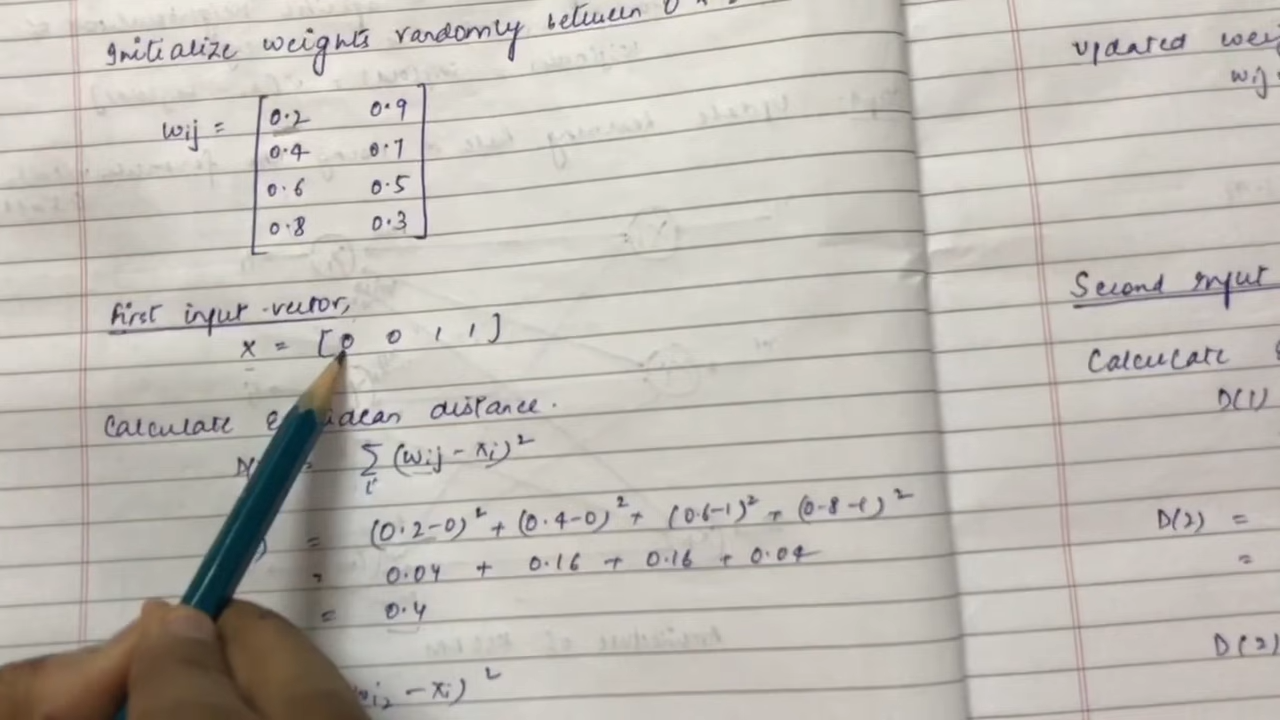 Initialize weights randomly between 0
wij = [0.2 0.9
0.4 0.7
0.6 0.5
0.8 0.3]
First input vector,
x = [0 0 1 1]
Calculate distance.
= ∑i (wij - xi)²
= (0.2-0)² + (0.4-0)² + (0.6-1)² + (0.8-1)²
= 0.04 + 0.16 + 0.16 + 0.04
= 0.4
- xi)²
updated
wij
Second input
Calculate
D(1)
D(2) =
=
D(2)